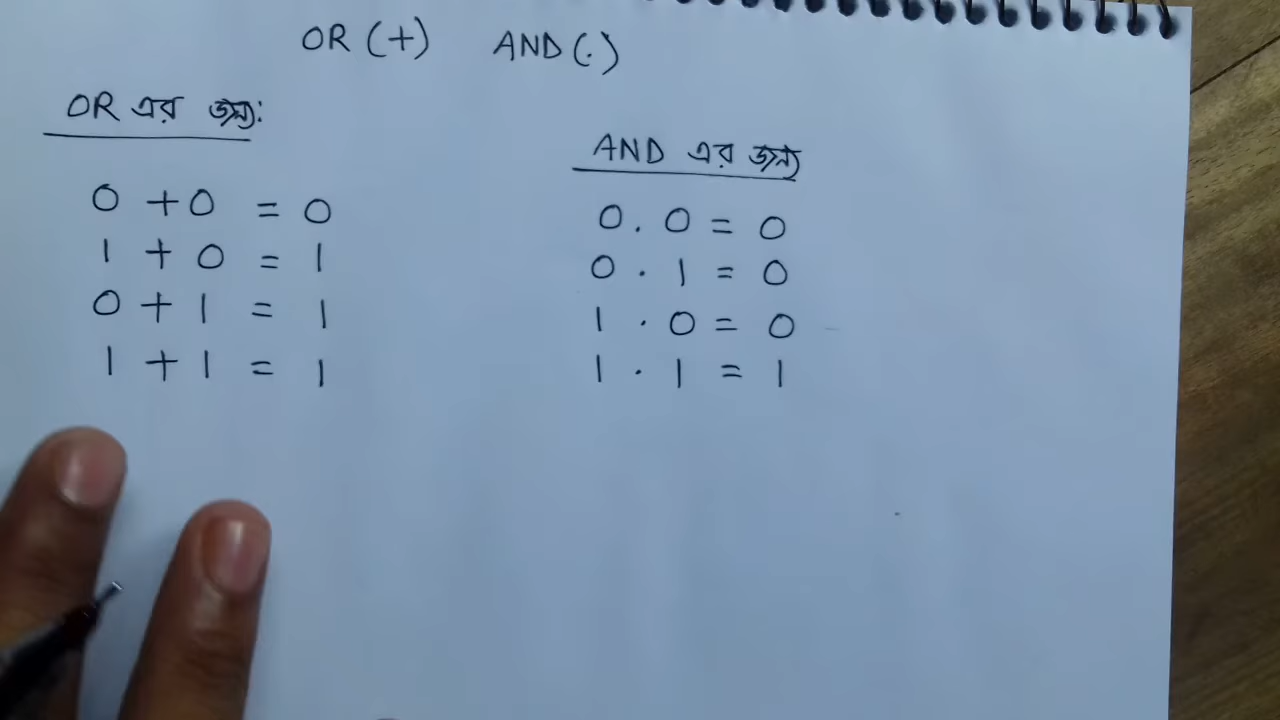 OR (+) AND (.)
OR এর জন্য:
0 + 0 = 0
1 + 0 = 1
0 + 1 = 1
1 + 1 = 1
AND এর জন্য
0 . 0 = 0
0 . 1 = 0
1 . 0 = 0
1 . 1 = 1